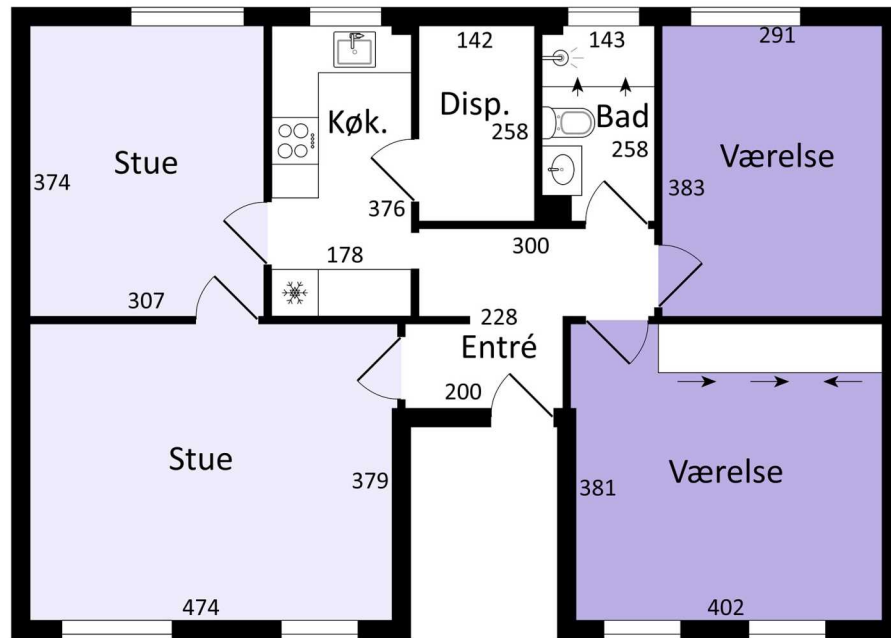 142
143
291
Køk.
Disp.
Bad
258
258
Stue
Værelse
374
383
376
300
178
307
228
Entré
200
Stue
379
381
Værelse
474
402